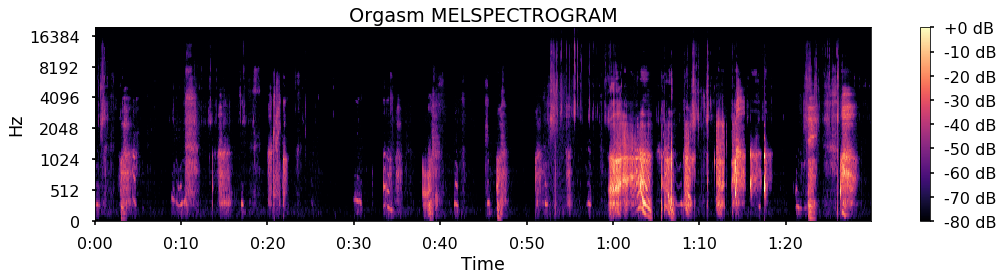 Orgasm MELSPECTROGRAM
Hz
16384
8192
4096
2048
1024
512
0
0:00 0:10 0:20 0:30 0:40 0:50 1:00 1:10 1:20
Time
+0 dB
-10 dB
-20 dB
-30 dB
-40 dB
-50 dB
-60 dB
-70 dB
-80 dB